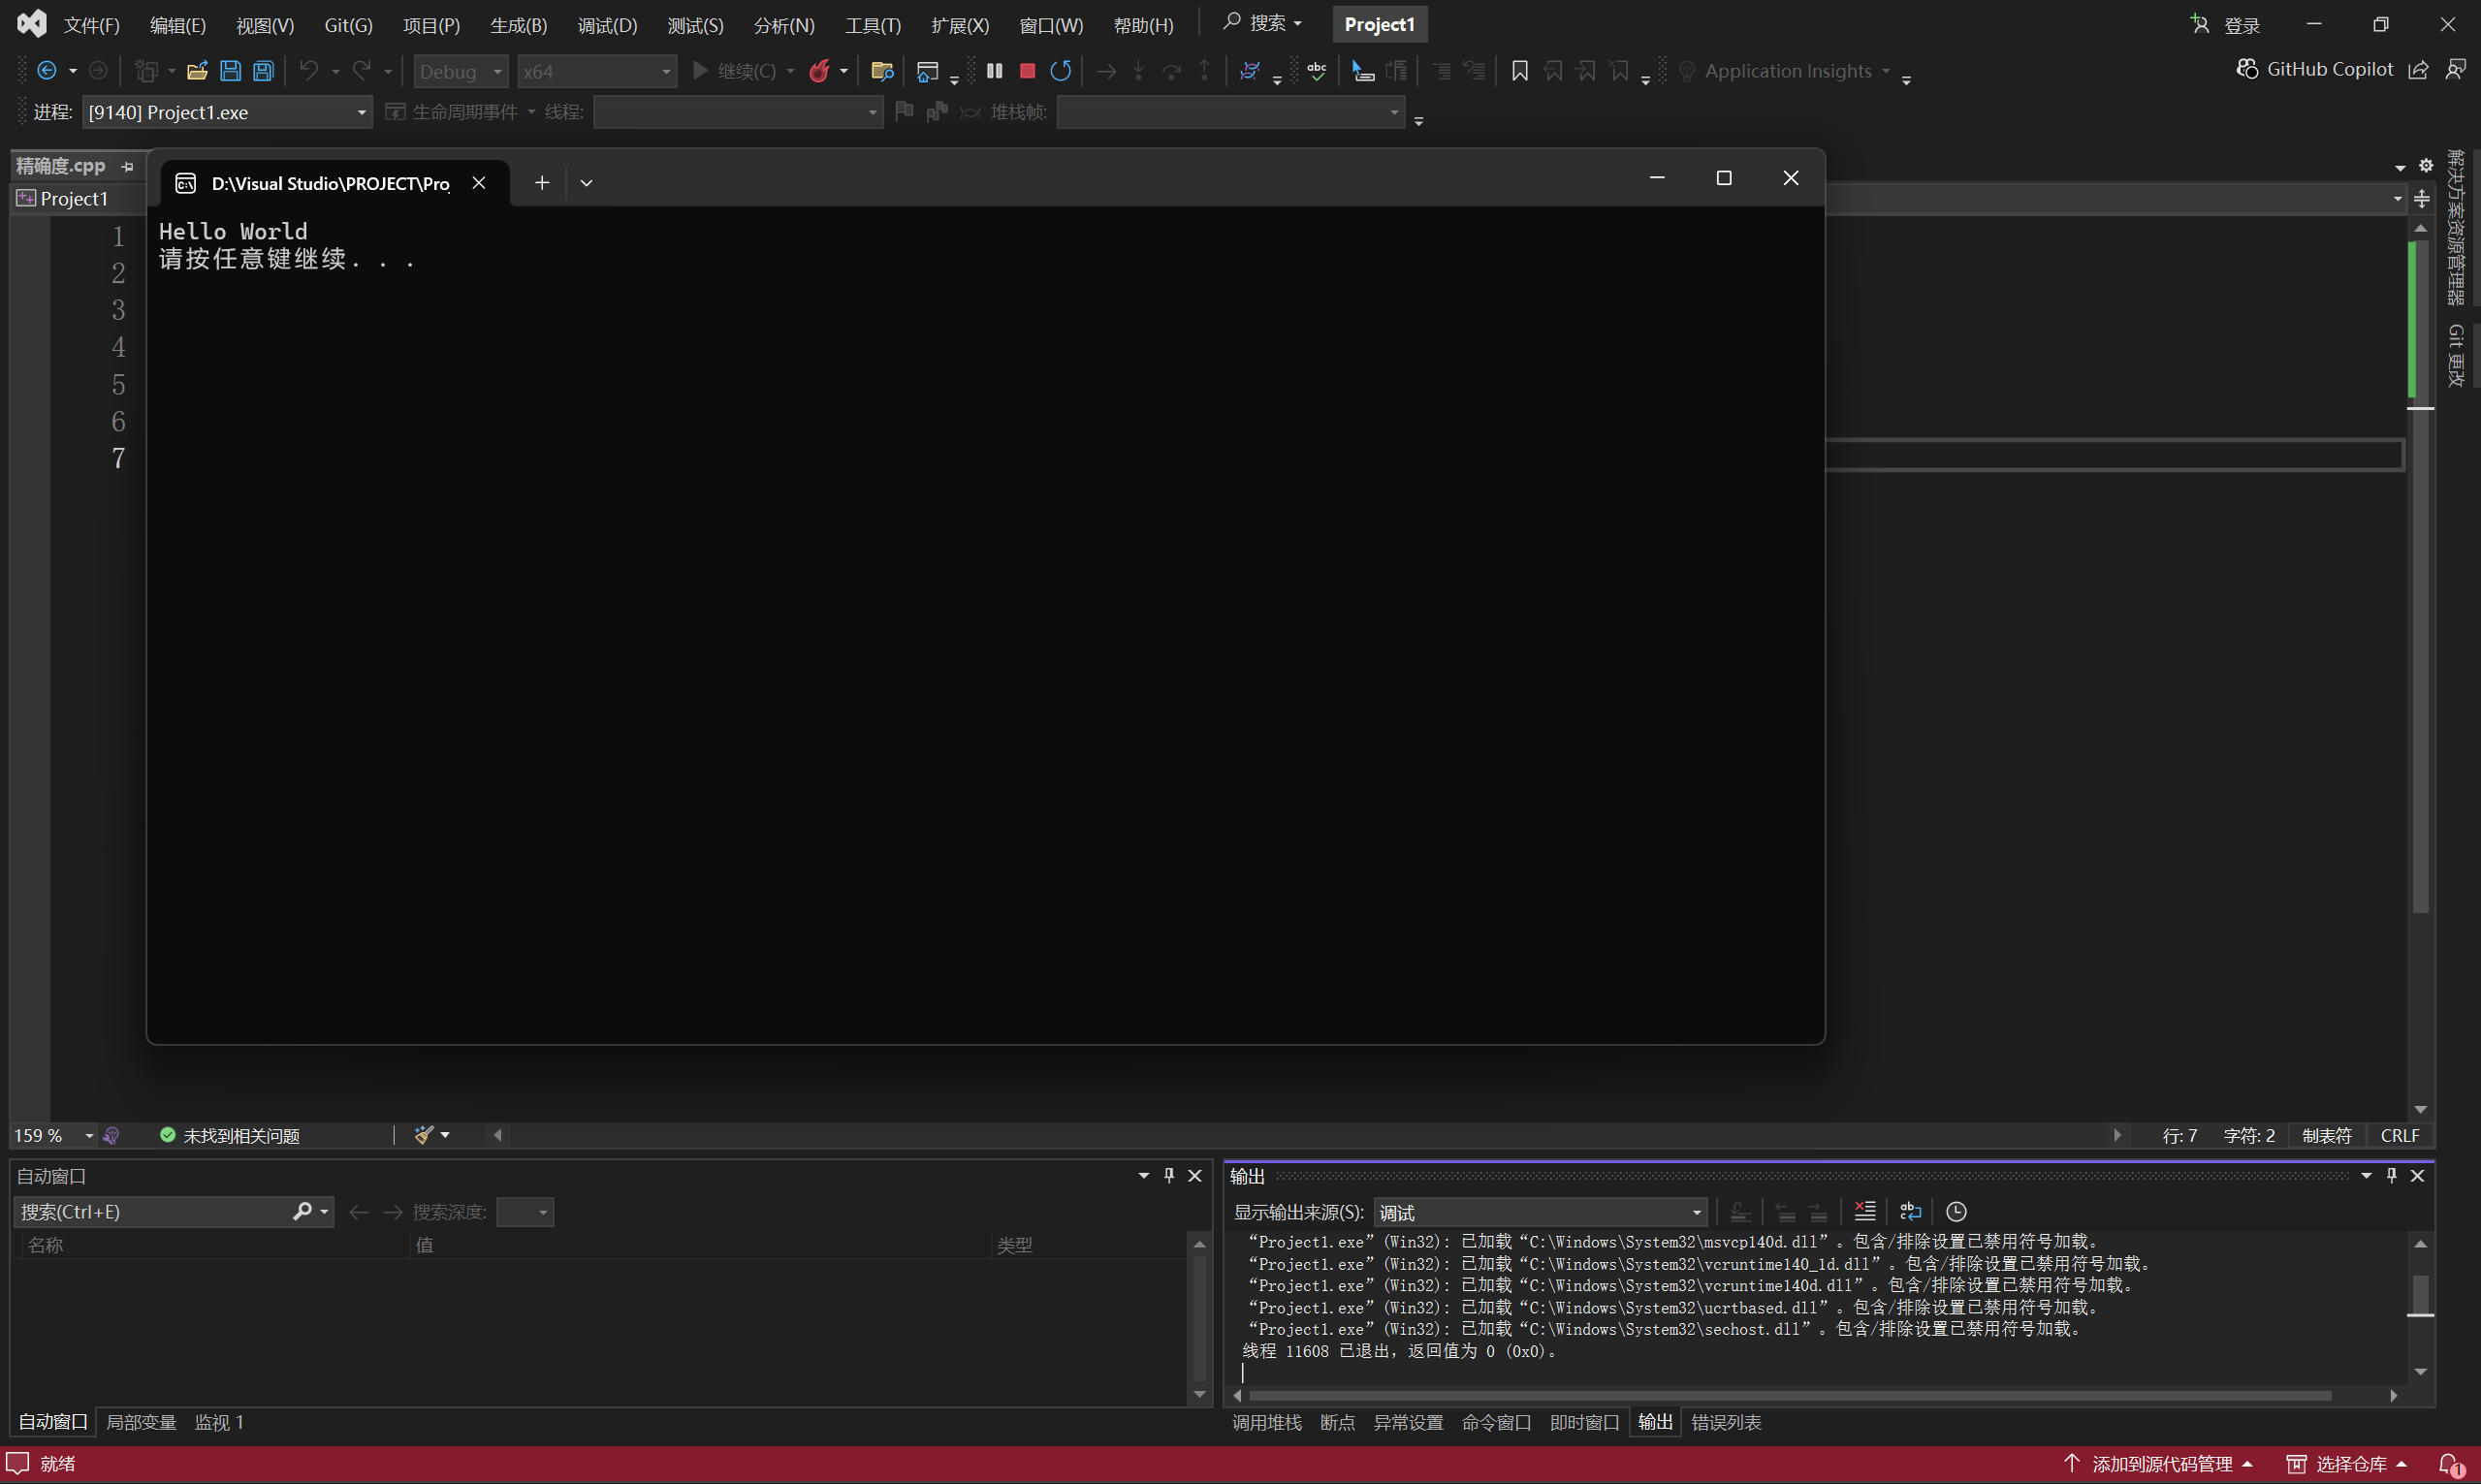 文件(F) 编辑(E) 视图(V) Git(G) 项目(P) 生成(B) 调试(D) 测试(S) 分析(N) 工具(T) 扩展(X) 窗口(W) 帮助(H) 搜索 Project1 登录
Debug x64 继续(C) abc Application Insights GitHub Copilot
进程: [9140] Project1.exe 生命周期事件 线程: 堆栈帧:
精确度.cpp
Project1
D:\Visual Studio\PROJECT\Pro
Hello World
请按任意键继续. . .
1
2
3
4
5
6
7
解决方案资源管理器
Git 更改
159 % 未找到相关问题 行: 7 字符: 2 制表符 CRLF
自动窗口
搜索(Ctrl+E) 搜索深度:
名称 值 类型
自动窗口 局部变量 监视 1
输出
显示输出来源(S): 调试
“Project1.exe”(Win32): 已加载“C:\Windows\System32\msvcp140d.dll”。包含/排除设置已禁用符号加载。
“Project1.exe”(Win32): 已加载“C:\Windows\System32\vcruntime140_1d.dll”。包含/排除设置已禁用符号加载。
“Project1.exe”(Win32): 已加载“C:\Windows\System32\vcruntime140d.dll”。包含/排除设置已禁用符号加载。
“Project1.exe”(Win32): 已加载“C:\Windows\System32\ucrtbased.dll”。包含/排除设置已禁用符号加载。
“Project1.exe”(Win32): 已加载“C:\Windows\System32\sechost.dll”。包含/排除设置已禁用符号加载。
线程 11608 已退出，返回值为 0 (0x0)。
调用堆栈 断点 异常设置 命令窗口 即时窗口 输出 错误列表
就绪 添加到源代码管理 选择仓库 1